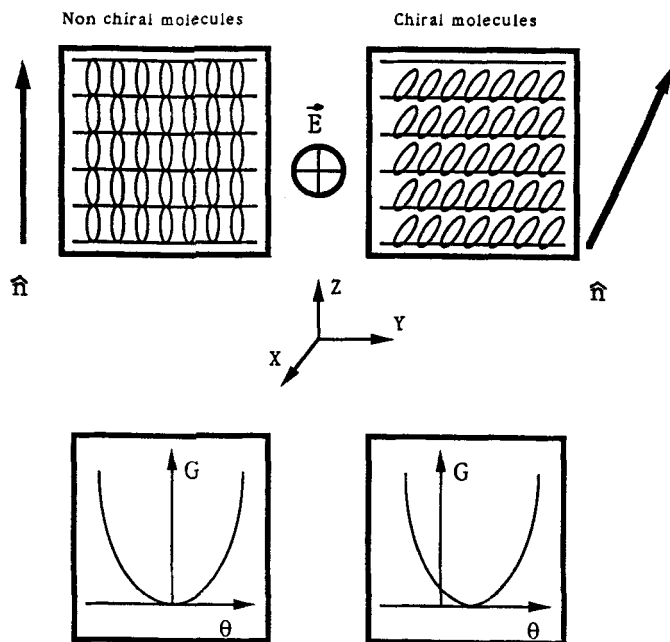 Non chiral molecules
Chiral molecules
E
n̂
n̂
Z
Y
X
G
θ
G
θ